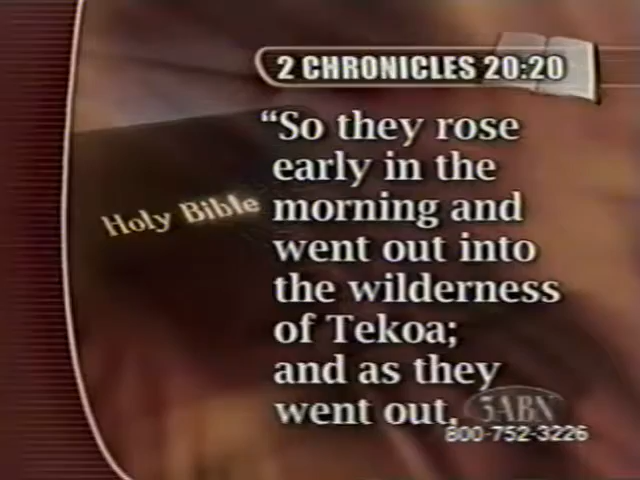 2 CHRONICLES 20:20
“So they rose
early in the
Holy Bible
morning and
went out into
the wilderness
of Tekoa;
and as they
went out,
3ABN
800-752-3226